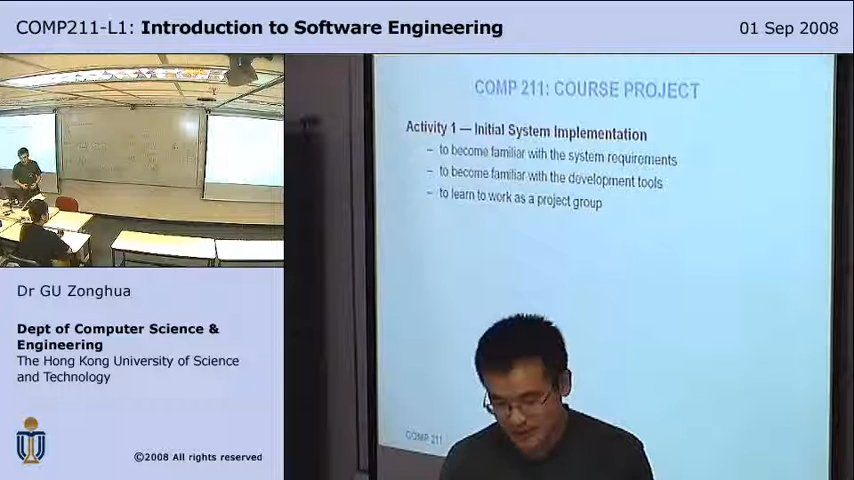 COMP211-L1: Introduction to Software Engineering
01 Sep 2008
COMP 211: COURSE PROJECT
Activity 1 — Initial System Implementation
– to become familiar with the system requirements
– to become familiar with the development tools
– to learn to work as a project group
COMP 211
Dr GU Zonghua
Dept of Computer Science &
Engineering
The Hong Kong University of Science
and Technology
©2008 All rights reserved